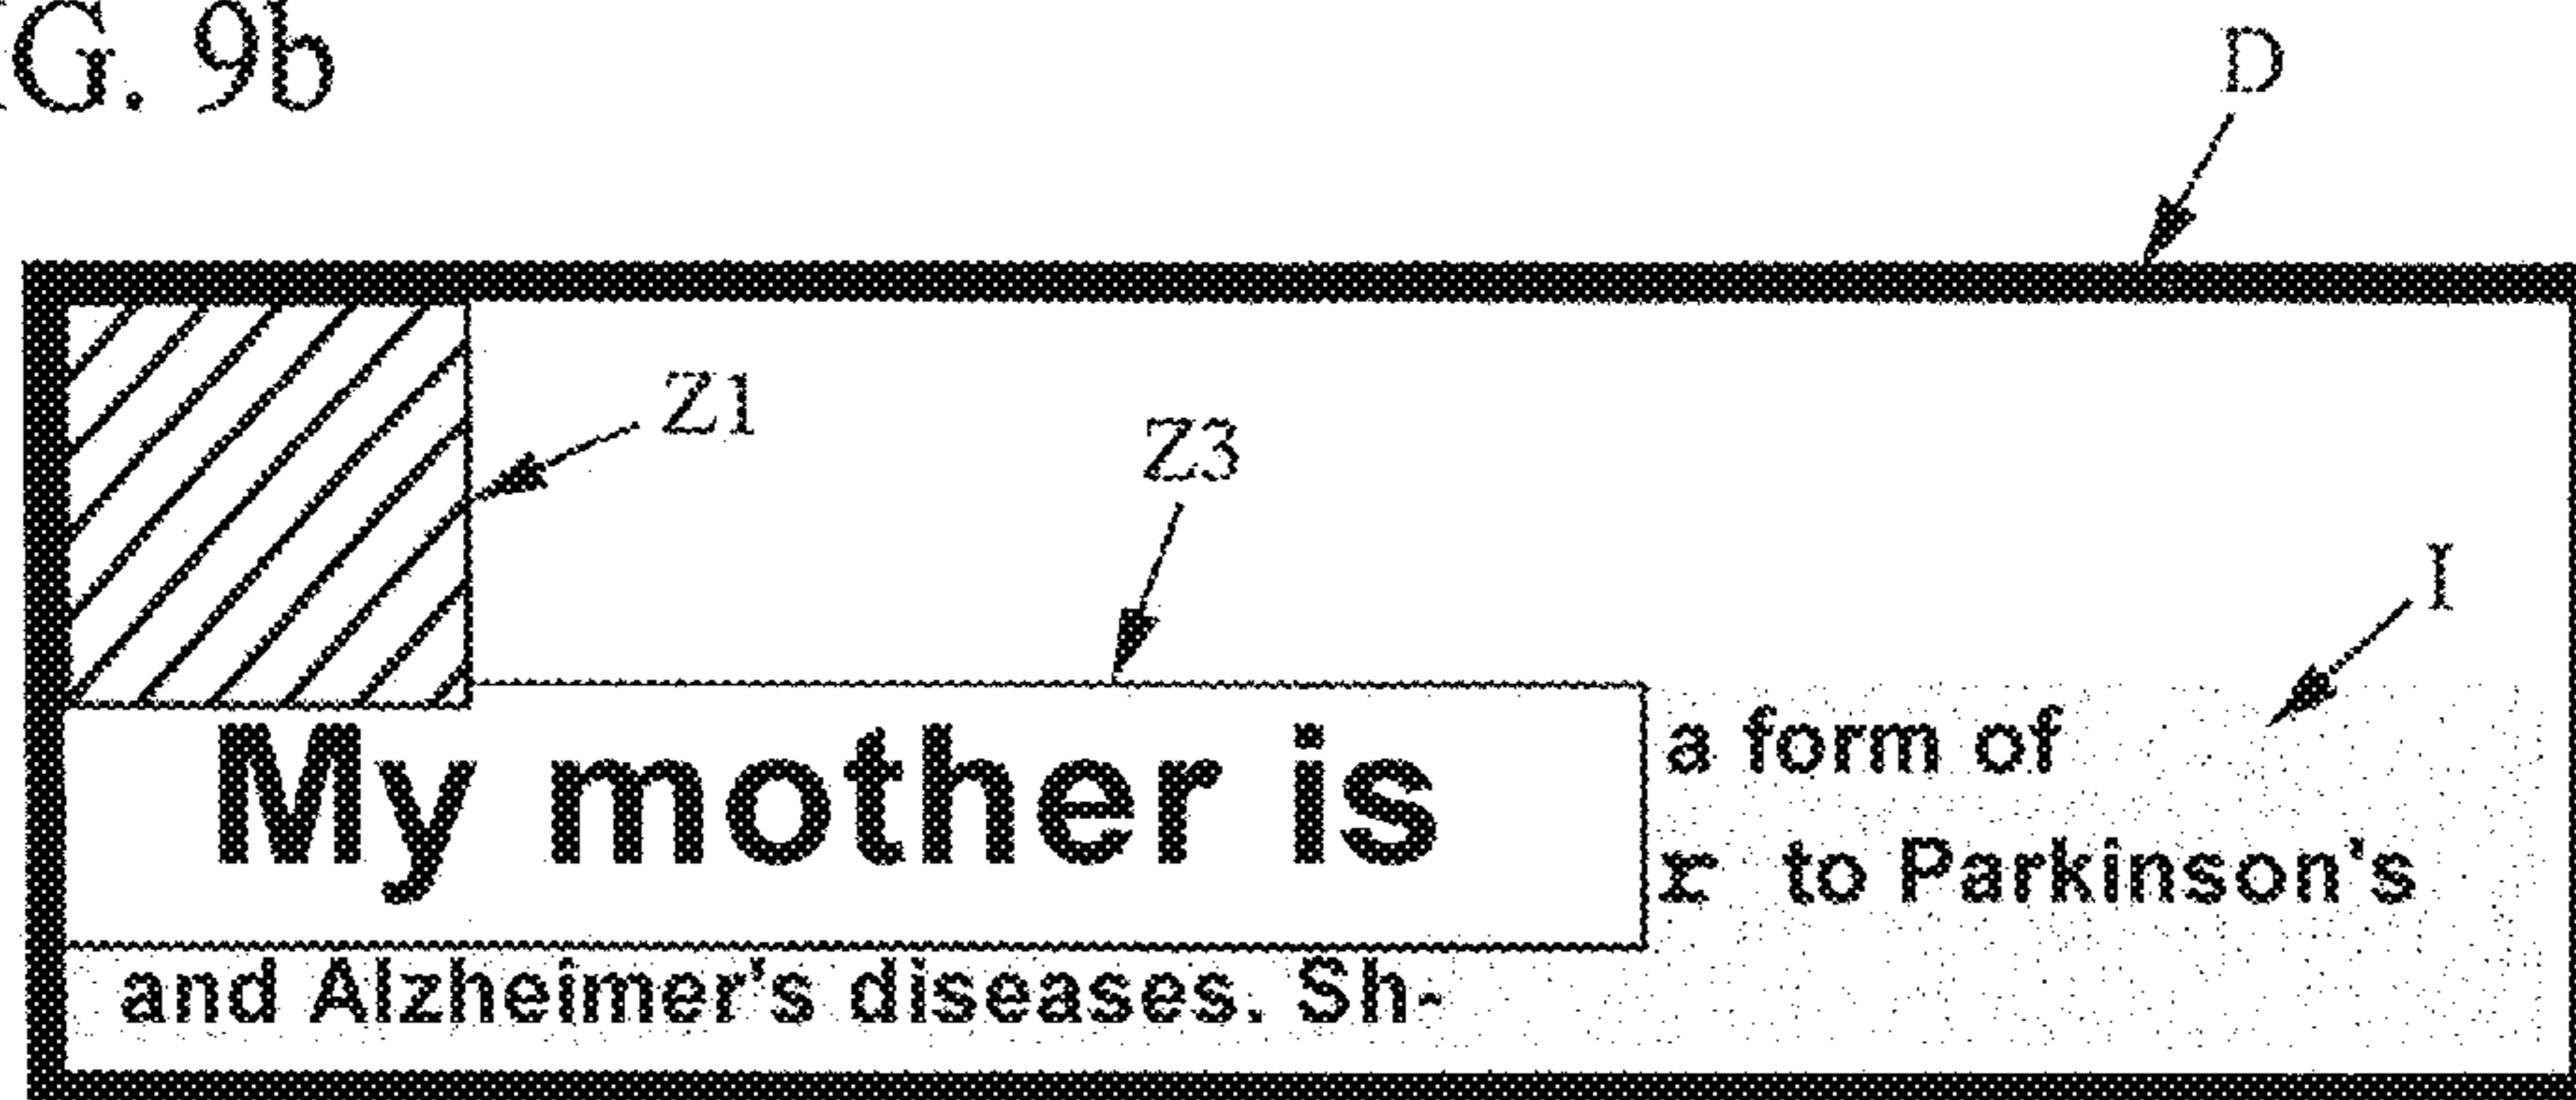 G. 9b
D
Z1
Z3
I
My mother is
a form of
r to Parkinson's
and Alzheimer's diseases. Sh-